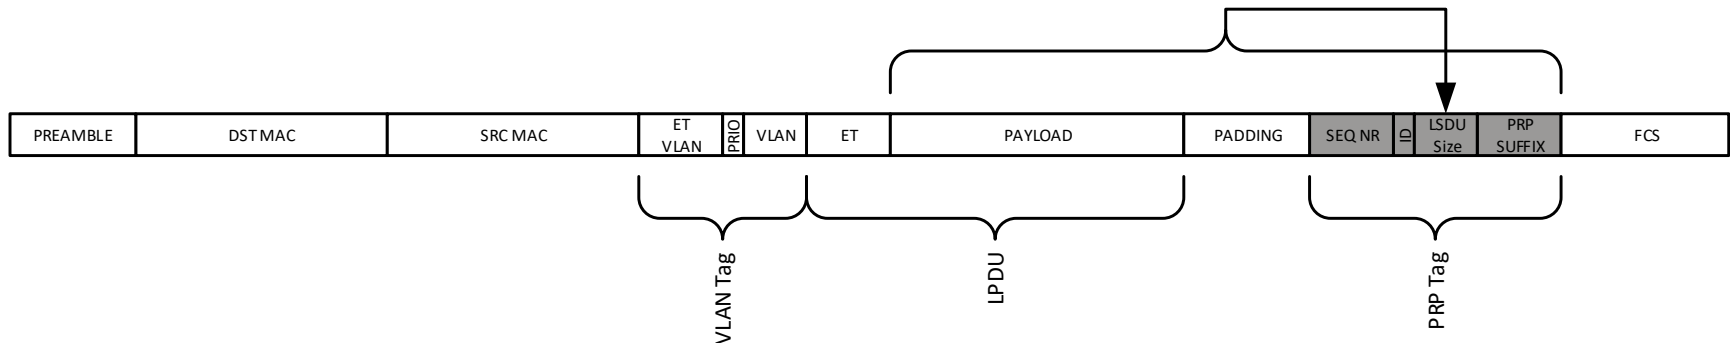 PREAMBLE
DST MAC
SRC MAC
ET
VLAN
PRIO
VLAN
ET
PAYLOAD
PADDING
SEQ NR
ID
LSDU
Size
PRP
SUFFIX
FCS
VLAN Tag
LPDU
PRP Tag